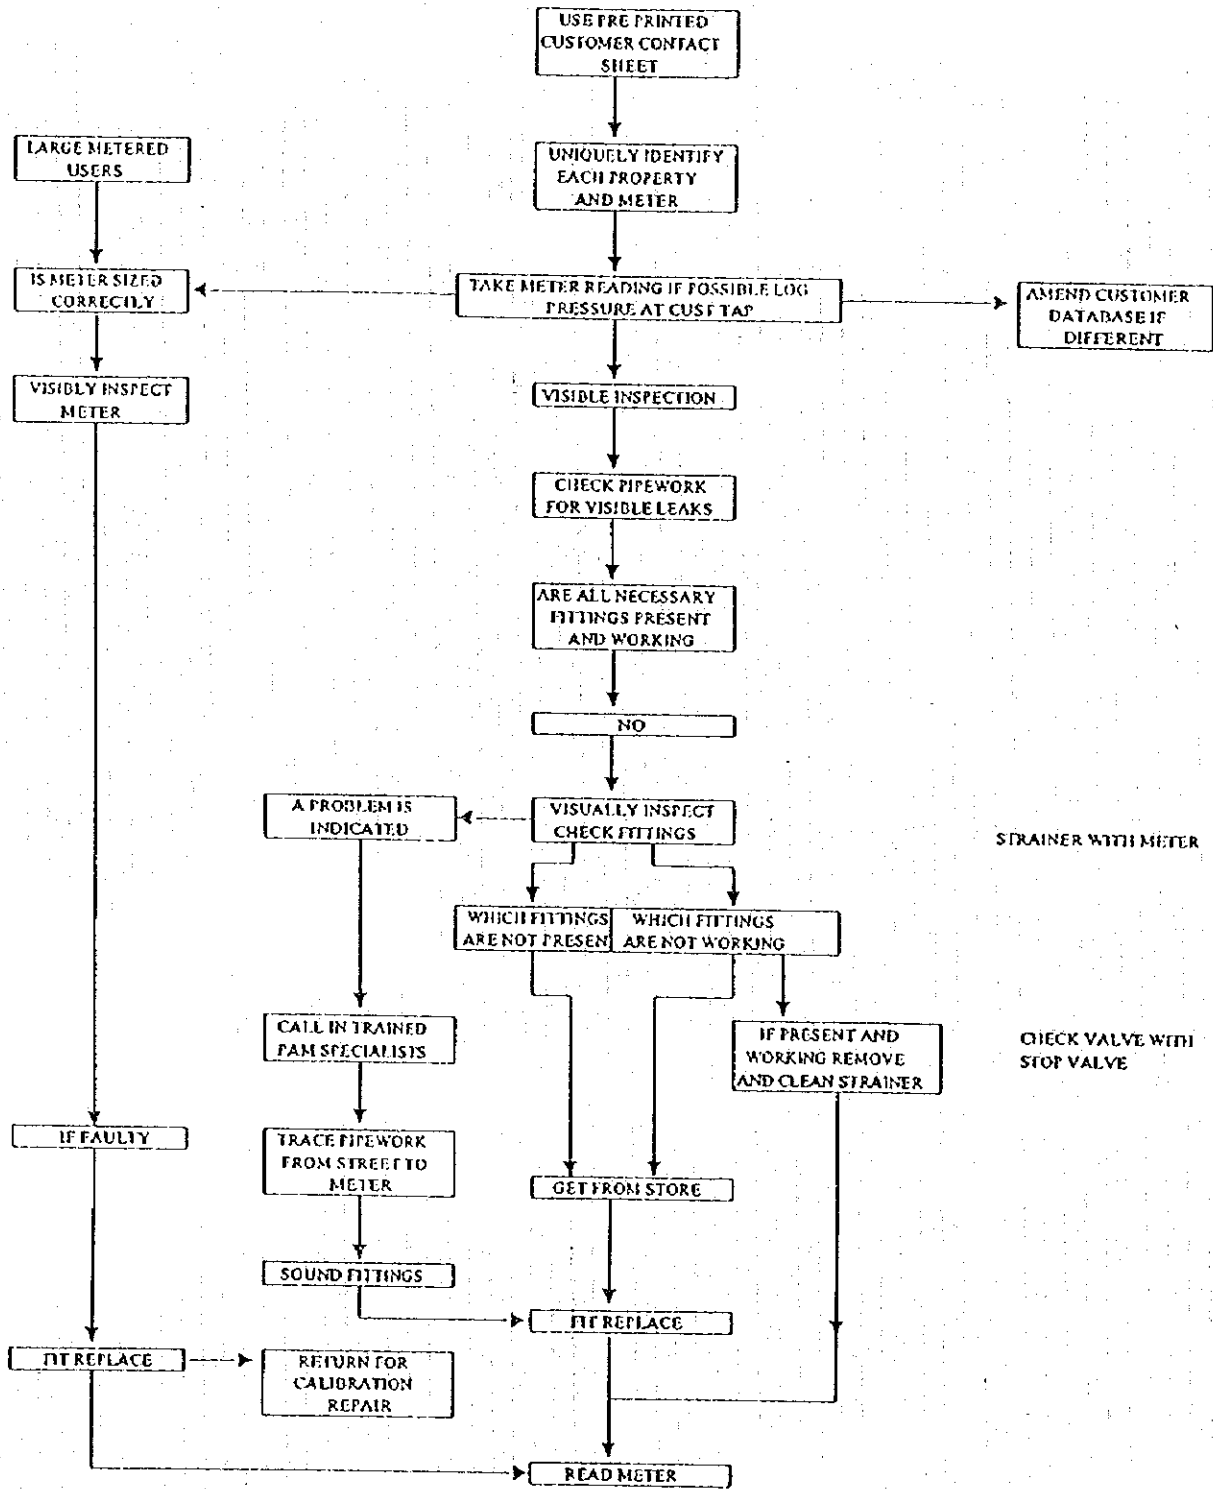 USE PRE PRINTED
CUSTOMER CONTACT
SHEET
LARGE METERED
USERS
UNIQUELY IDENTIFY
EACH PROPERTY
AND METER
IS METER SIZED
CORRECTLY
TAKE METER READING IF POSSIBLE LOG
PRESSURE AT CUST TAP
AMEND CUSTOMER
DATABASE IF
DIFFERENT
VISIBLY INSPECT
METER
VISIBLE INSPECTION
CHECK PIPEWORK
FOR VISIBLE LEAKS
ARE ALL NECESSARY
FITTINGS PRESENT
AND WORKING
NO
A PROBLEM IS
INDICATED
VISUALLY INSPECT
CHECK FITTINGS
STRAINER WITH METER
WHICH FITTINGS
ARE NOT PRESEN
WHICH FITTINGS
ARE NOT WORKING
CALL IN TRAINED
PAM SPECIALISTS
IF PRESENT AND
WORKING REMOVE
AND CLEAN STRAINER
CHECK VALVE WITH
STOP VALVE
IF FAULTY
TRACE PIPEWORK
FROM STREET TO
METER
GET FROM STORE
SOUND FITTINGS
FIT REPLACE
FIT REPLACE
RETURN FOR
CALIBRATION
REPAIR
READ METER